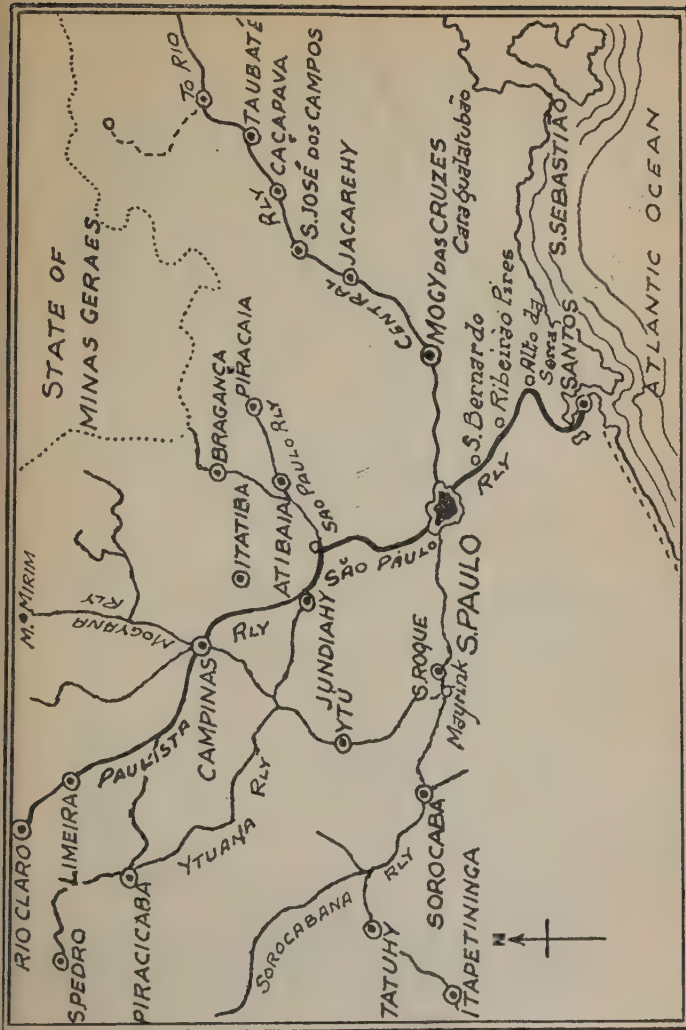 STATE OF
MINAS GERAES
TO RIO
TAUBATÉ
CAÇAPAVA
RLY
S. JOSÉ DOS CAMPOS
JACAREHY
CENTRAL
MOGY DAS CRUZES
Caraguatatubão
S. SEBASTIÃO
ATLANTIC OCEAN
BRAGANÇA
PIRACAIA
ITATIBA
ATIBAIA
SÃO PAULO RLY
M. MIRIM
MOGYANA
RLY
SÃO PAULO
RLY
S. Bernardo
Ribeirão Pires
Alto da
Serra
SANTOS
RIO CLARO
LIMEIRA
PAULISTA
RLY
CAMPINAS
JUNDIAHY
YTÚ
S. ROQUE
Mayrink
S. PAULO
S. PEDRO
PIRACICABA
YTUANA
RLY
SOROCABANA
RLY
SOROCABA
TATUHY
ITAPETININGA
N